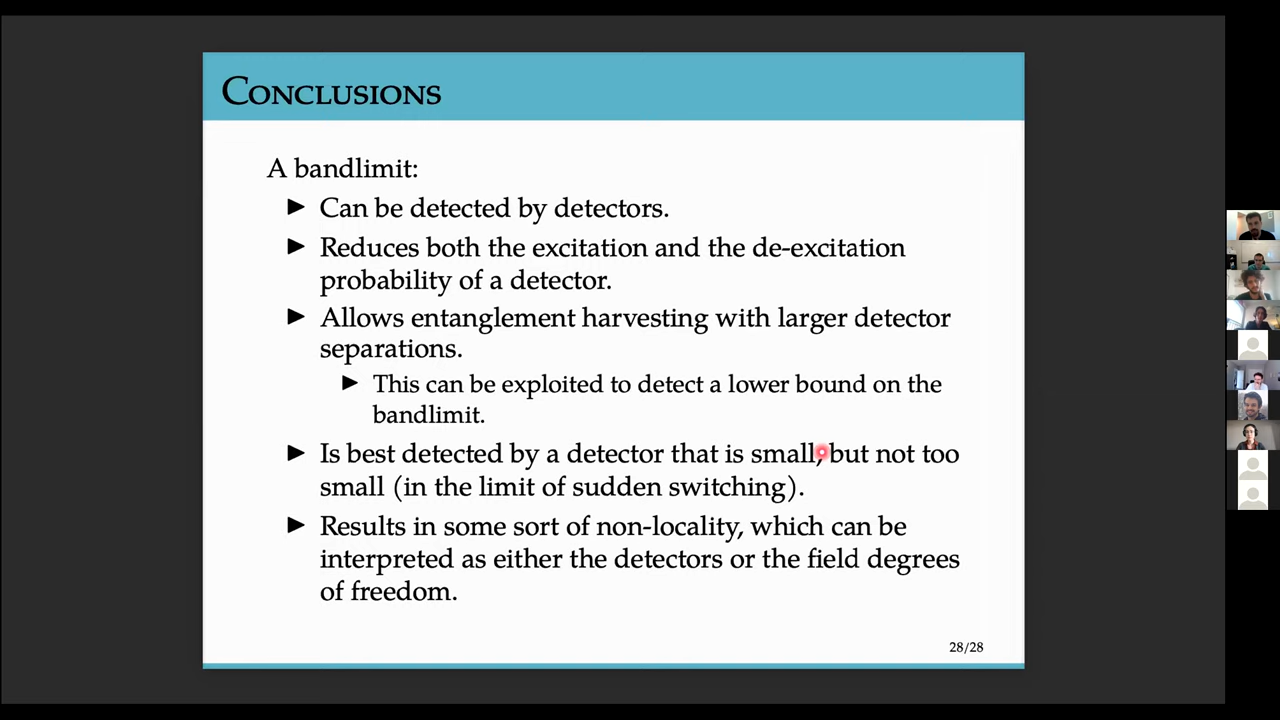 CONCLUSIONS
A bandlimit:
▶ Can be detected by detectors.
▶ Reduces both the excitation and the de-excitation
probability of a detector.
▶ Allows entanglement harvesting with larger detector
separations.
▶ This can be exploited to detect a lower bound on the
bandlimit.
▶ Is best detected by a detector that is small, but not too
small (in the limit of sudden switching).
▶ Results in some sort of non-locality, which can be
interpreted as either the detectors or the field degrees
of freedom.
28/28